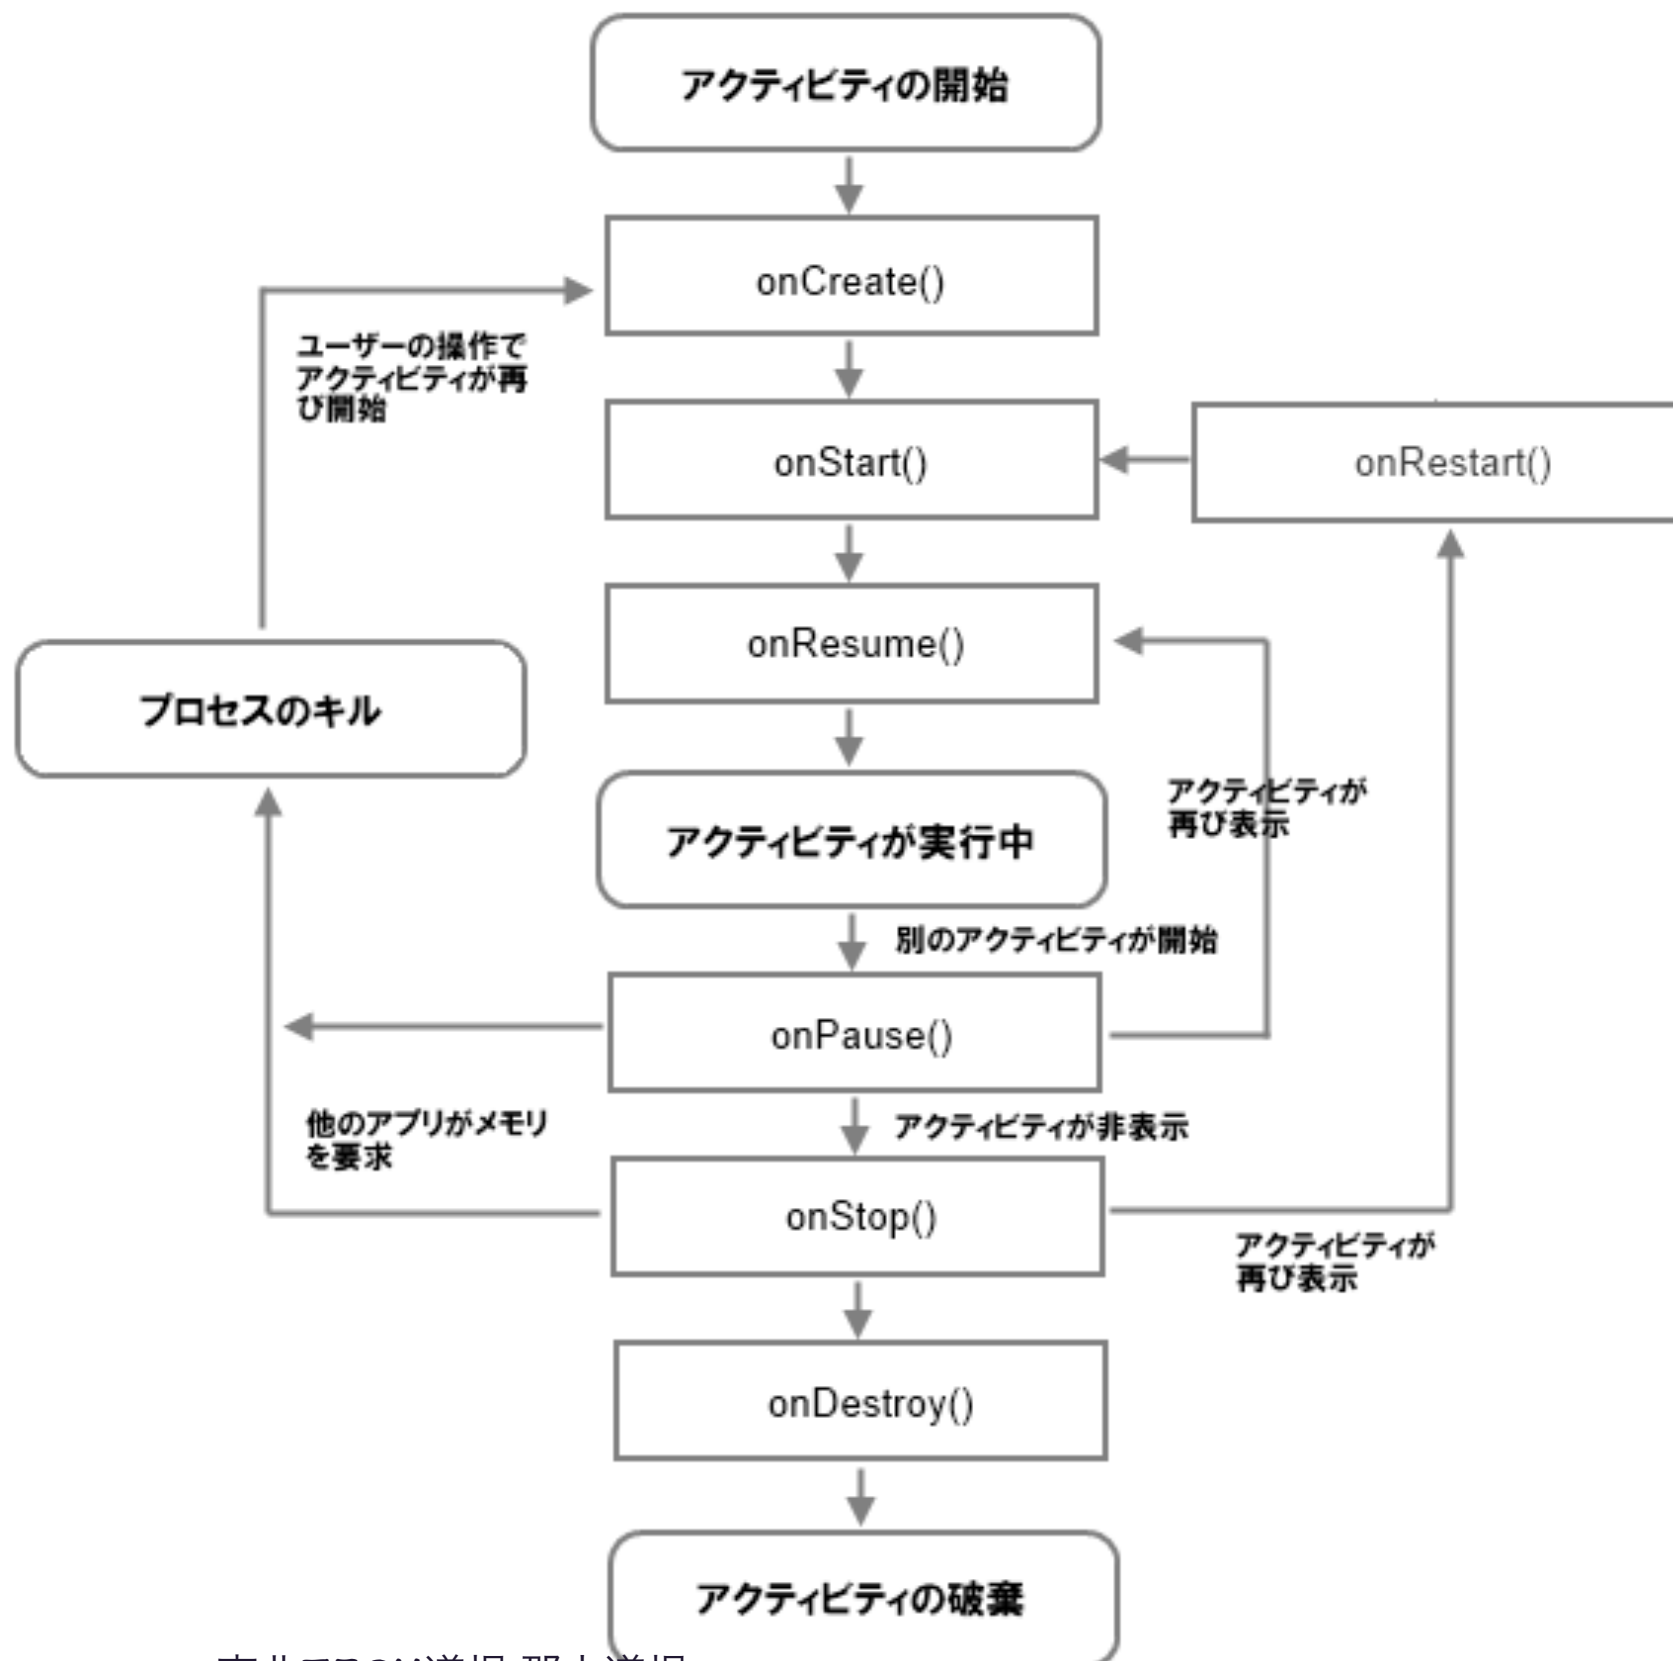 アクティビティの開始
onCreate()
ユーザーの操作で
アクティビティが再
び開始
onStart()
onRestart()
onResume()
プロセスのキル
アクティビティが
再び表示
アクティビティが実行中
別のアクティビティが開始
onPause()
他のアプリがメモリ
を要求
アクティビティが非表示
onStop()
アクティビティが
再び表示
onDestroy()
アクティビティの破棄